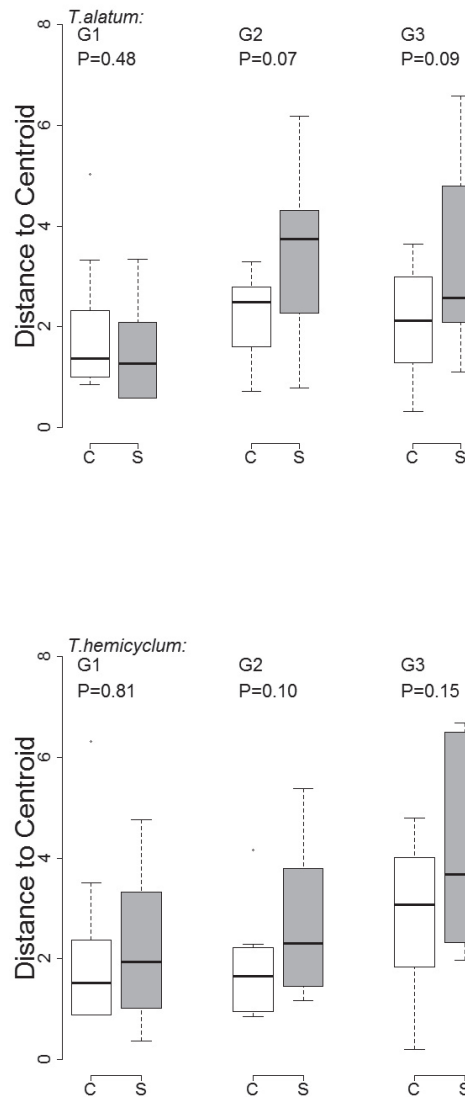 T.alatum:
G1 G2 G3
P=0.48 P=0.07 P=0.09
Distance to Centroid
8
6
4
2
0
C S C S C S
T.hemicyclum:
G1 G2 G3
P=0.81 P=0.10 P=0.15
Distance to Centroid
8
6
4
2
0
C S C S C S